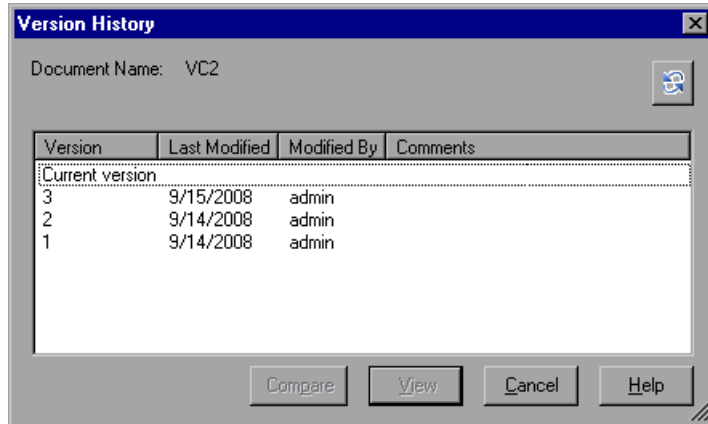 Version History
Document Name: VC2
Version Last Modified Modified By Comments
Current version
3 9/15/2008 admin
2 9/14/2008 admin
1 9/14/2008 admin
Compare View Cancel Help